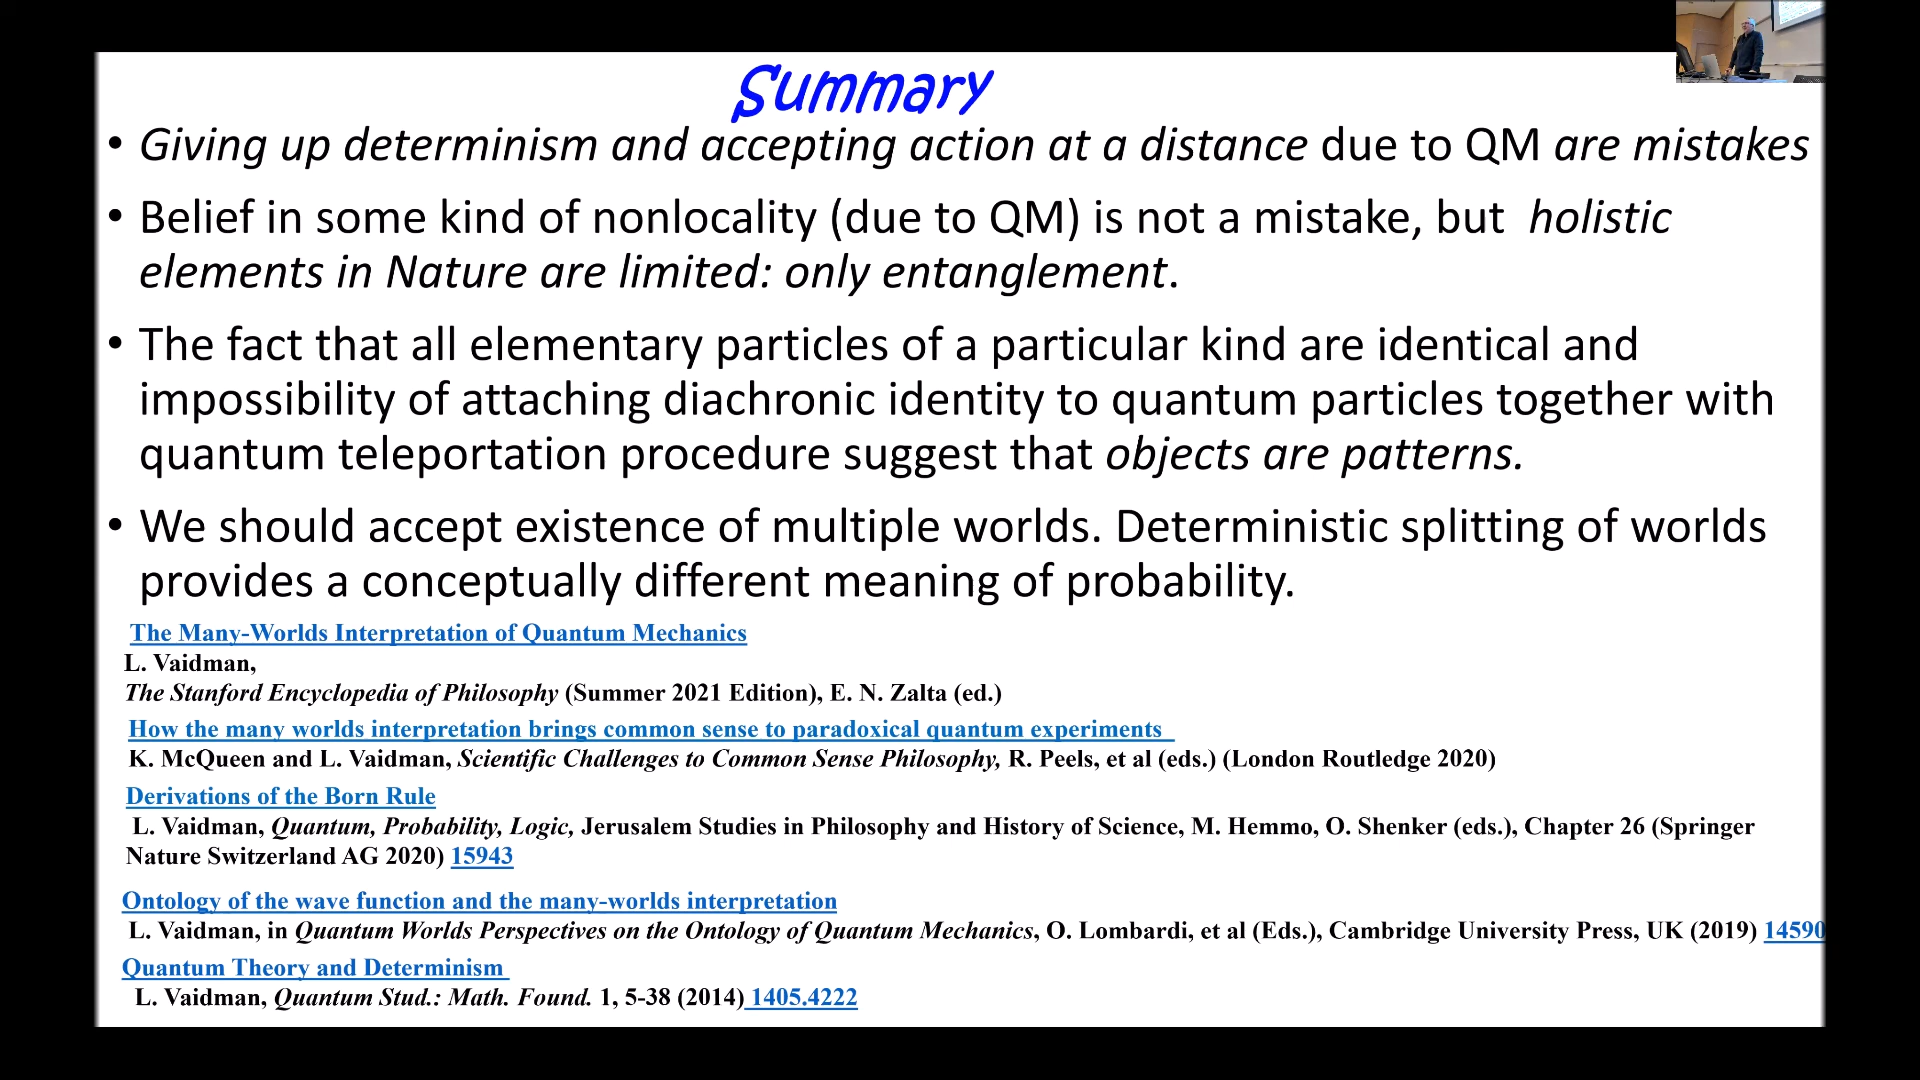 Summary
• Giving up determinism and accepting action at a distance due to QM are mistakes
• Belief in some kind of nonlocality (due to QM) is not a mistake, but holistic
elements in Nature are limited: only entanglement.
• The fact that all elementary particles of a particular kind are identical and
impossibility of attaching diachronic identity to quantum particles together with
quantum teleportation procedure suggest that objects are patterns.
• We should accept existence of multiple worlds. Deterministic splitting of worlds
provides a conceptually different meaning of probability.
The Many-Worlds Interpretation of Quantum Mechanics
L. Vaidman,
The Stanford Encyclopedia of Philosophy (Summer 2021 Edition), E. N. Zalta (ed.)
How the many worlds interpretation brings common sense to paradoxical quantum experiments
K. McQueen and L. Vaidman, Scientific Challenges to Common Sense Philosophy, R. Peels, et al (eds.) (London Routledge 2020)
Derivations of the Born Rule
L. Vaidman, Quantum, Probability, Logic, Jerusalem Studies in Philosophy and History of Science, M. Hemmo, O. Shenker (eds.), Chapter 26 (Springer
Nature Switzerland AG 2020) 15943
Ontology of the wave function and the many-worlds interpretation
L. Vaidman, in Quantum Worlds Perspectives on the Ontology of Quantum Mechanics, O. Lombardi, et al (Eds.), Cambridge University Press, UK (2019) 14590
Quantum Theory and Determinism
L. Vaidman, Quantum Stud.: Math. Found. 1, 5-38 (2014) 1405.4222